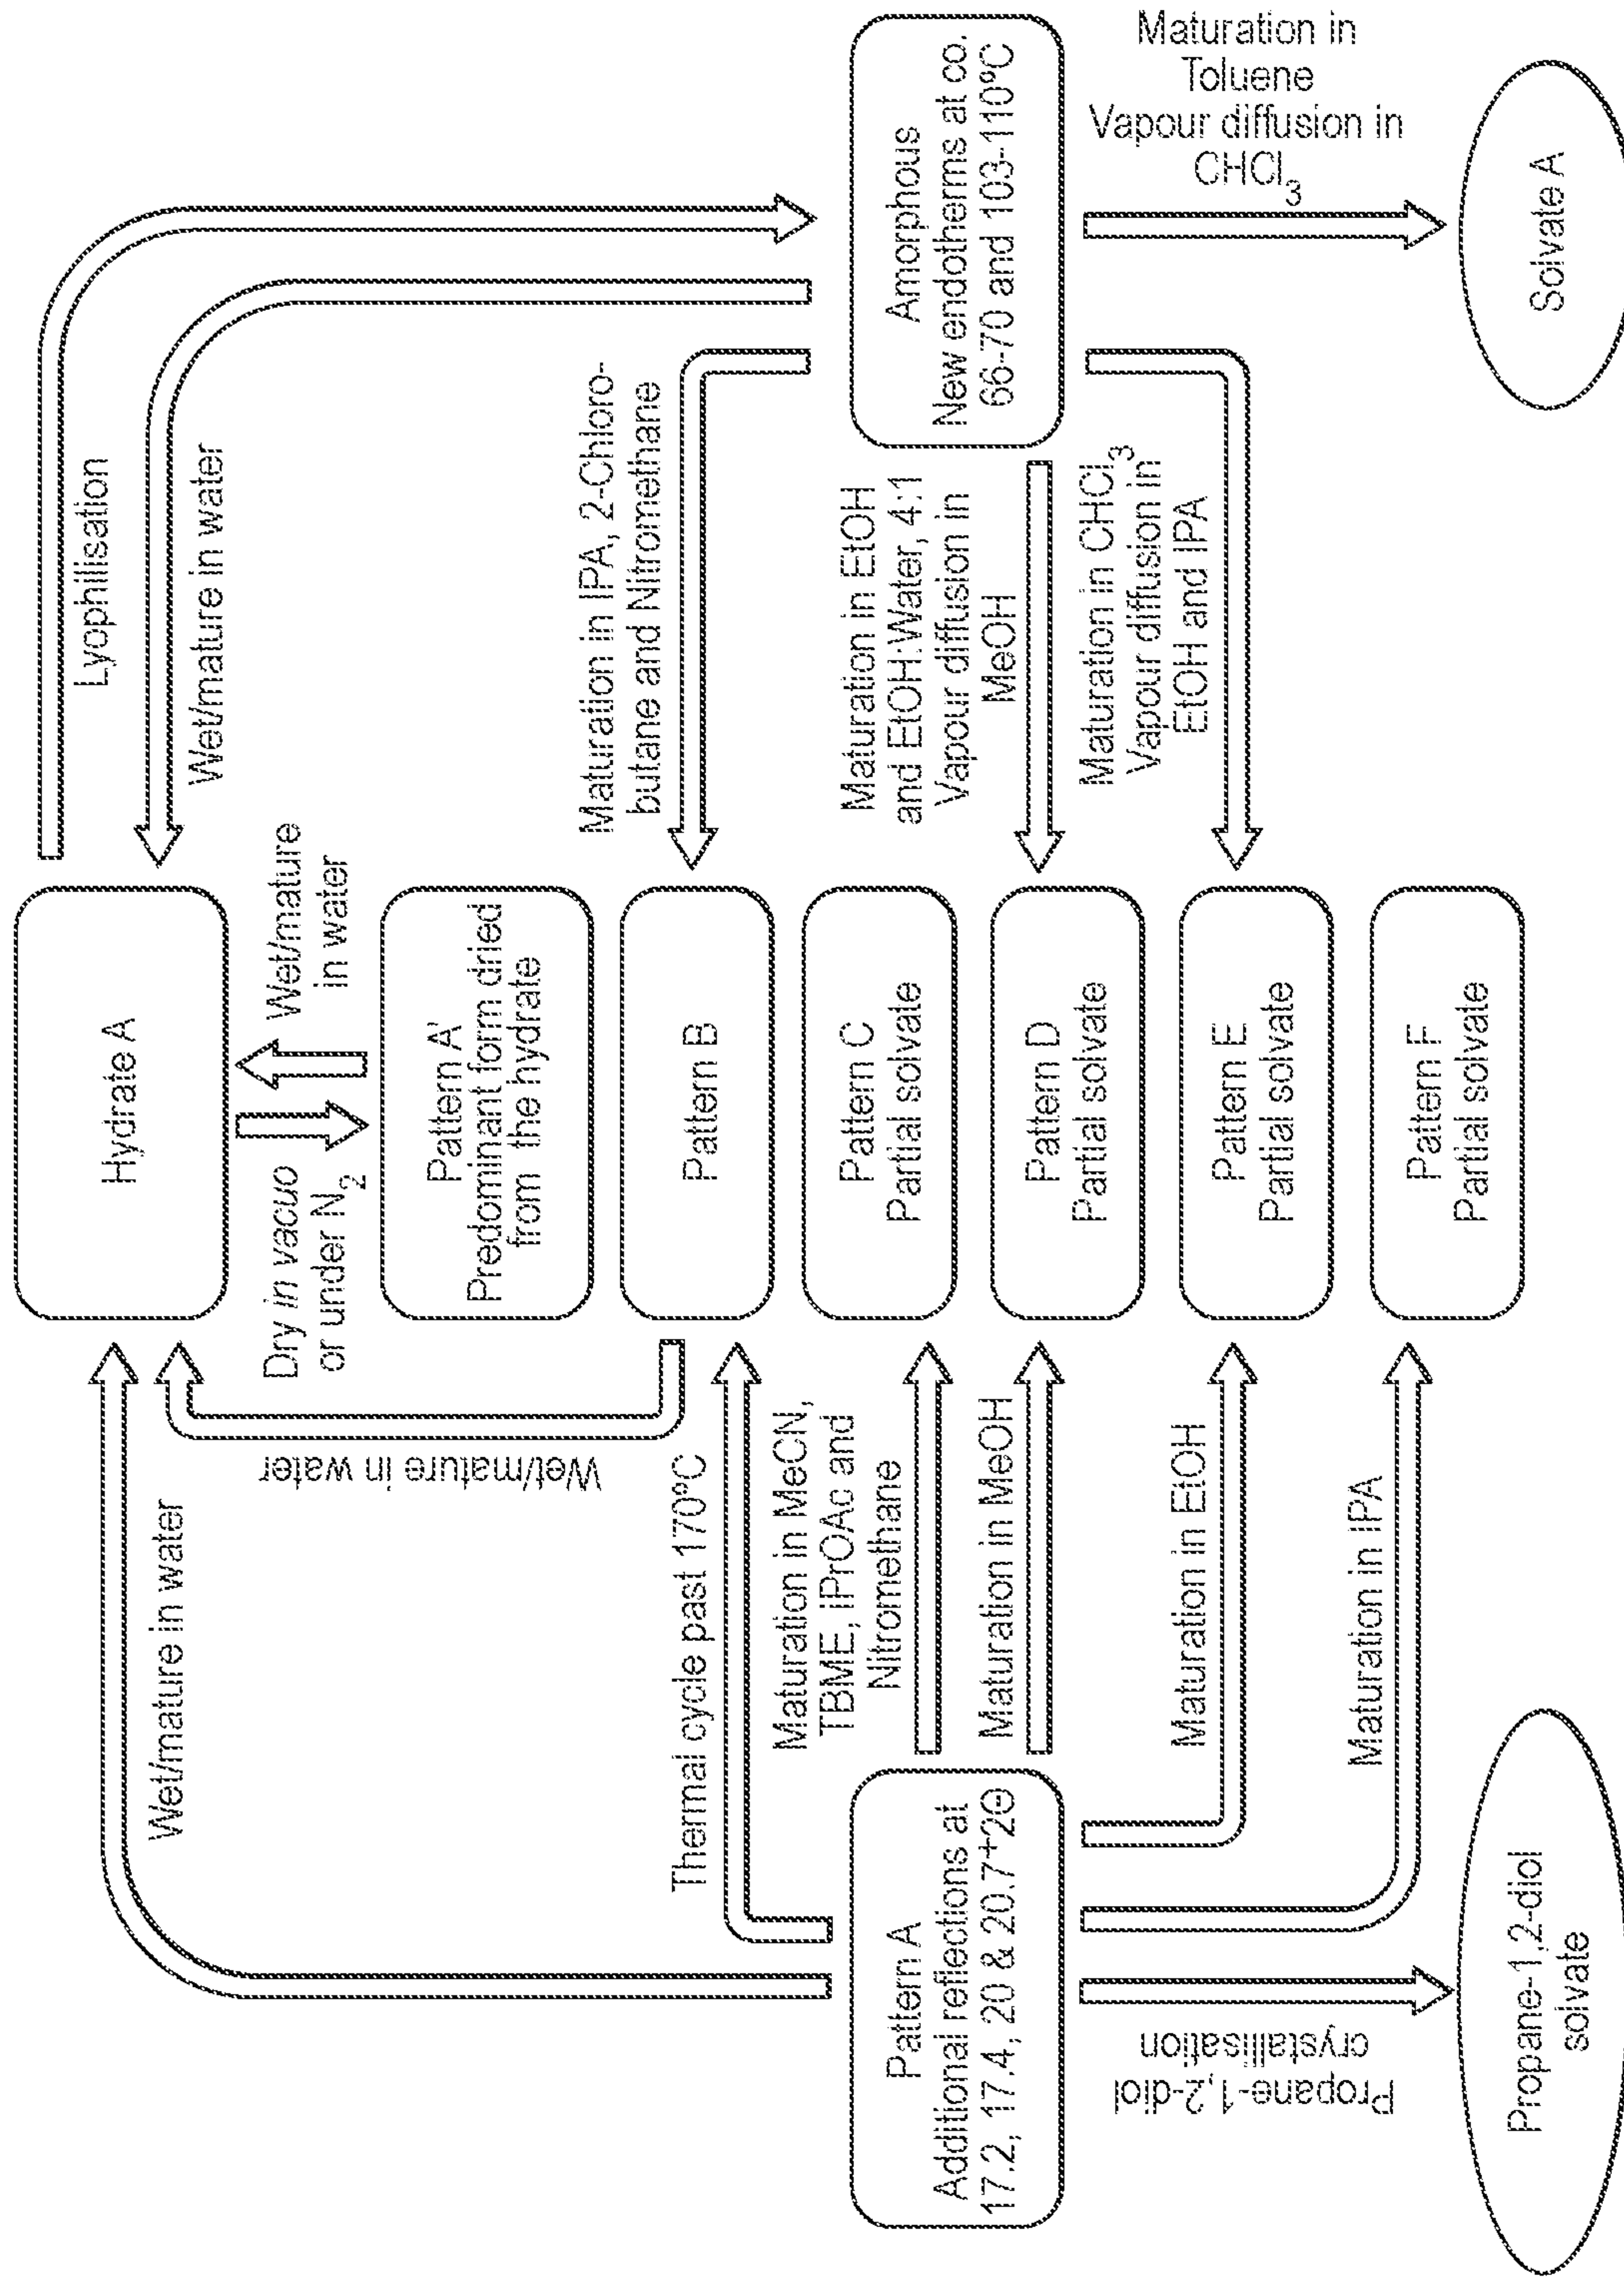 Hydrate A
Lyophilisation
Wet/mature in water
Wet/mature in water
Dry in vacuo
or under N2
Wet/mature
in water
Pattern A'
Predominant form dried
from the hydrate
Wet/mature in water
Thermal cycle past 170°C
Pattern B
Maturation in IPA, 2-Chloro-
butane and Nitromethane
Pattern A
Additional reflections at
17.2, 17.4, 20 & 20.7+2Θ
Maturation in MeCN,
TBME, iPrOAc and
Nitromethane
Pattern C
Partial solvate
Amorphous
New endotherms at co.
66-70 and 103-110°C
Maturation in MeOH
Pattern D
Partial solvate
Maturation in EtOH
and EtOH:Water, 4:1
Vapour diffusion in
MeOH
Maturation in EtOH
Pattern E
Partial solvate
Maturation in CHCl3
Vapour diffusion in
EtOH and IPA
Maturation in IPA
Pattern F
Partial solvate
Propane-1,2-diol
crystallisation
Maturation in
Toluene
Vapour diffusion in
CHCl3
Propane-1,2-diol
solvate
Solvate A